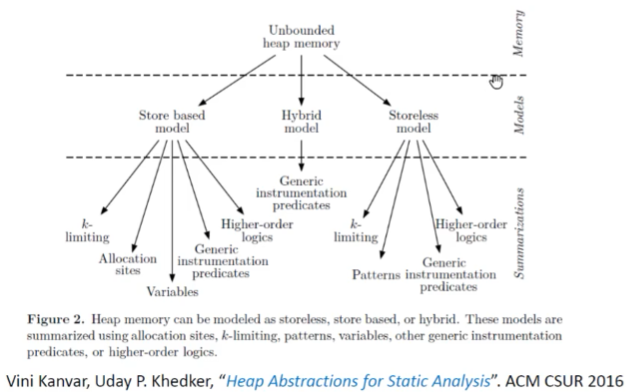 Unbounded
heap memory
Memory
Store based
model
Hybrid
model
Storeless
model
Models
Generic
instrumentation
predicates
k-
limiting
Allocation
sites
Variables
Generic
instrumentation
predicates
Higher-order
logics
k-
limiting
Patterns
Generic
instrumentation
predicates
Higher-order
logics
Summarizations
Figure 2. Heap memory can be modeled as storeless, store based, or hybrid. These models are
summarized using allocation sites, k-limiting, patterns, variables, other generic instrumentation
predicates, or higher-order logics.
Vini Kanvar, Uday P. Khedker, “Heap Abstractions for Static Analysis”. ACM CSUR 2016